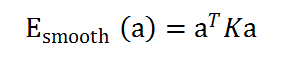 E_smooth (a) = a^T Ka